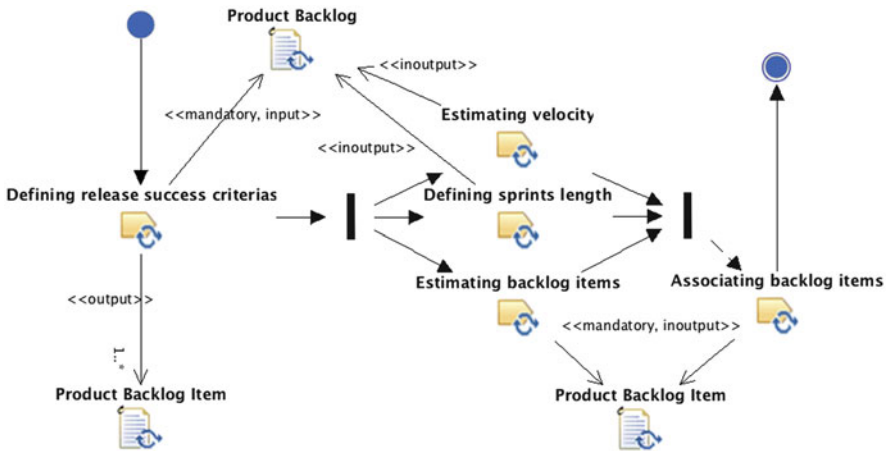 Product Backlog
<<inoutput>>
<<mandatory, input>>
Estimating velocity
<<inoutput>>
Defining release success criterias
Defining sprints length
Estimating backlog items
Associating backlog items
<<output>>
<<mandatory, inoutput>>
1..*
Product Backlog Item
Product Backlog Item